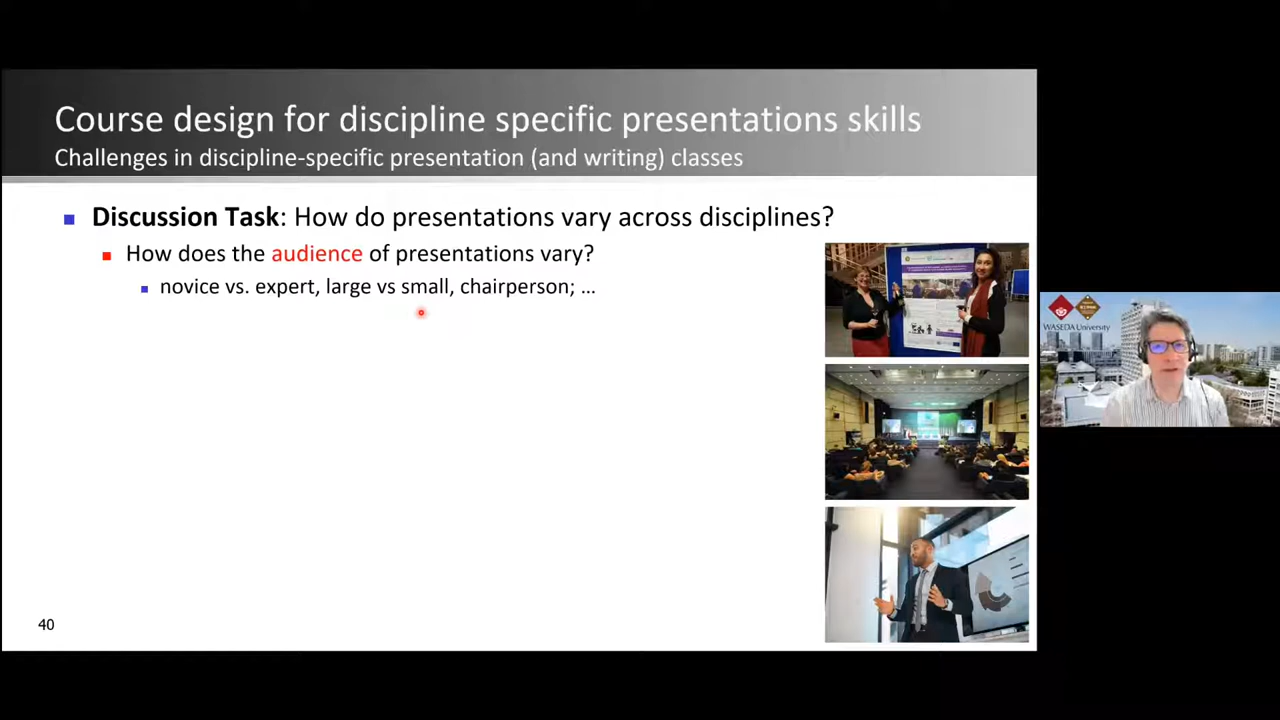 Course design for discipline specific presentations skills
Challenges in discipline-specific presentation (and writing) classes
Discussion Task: How do presentations vary across disciplines?
How does the audience of presentations vary?
novice vs. expert, large vs small, chairperson; ...
WASEDA University
40